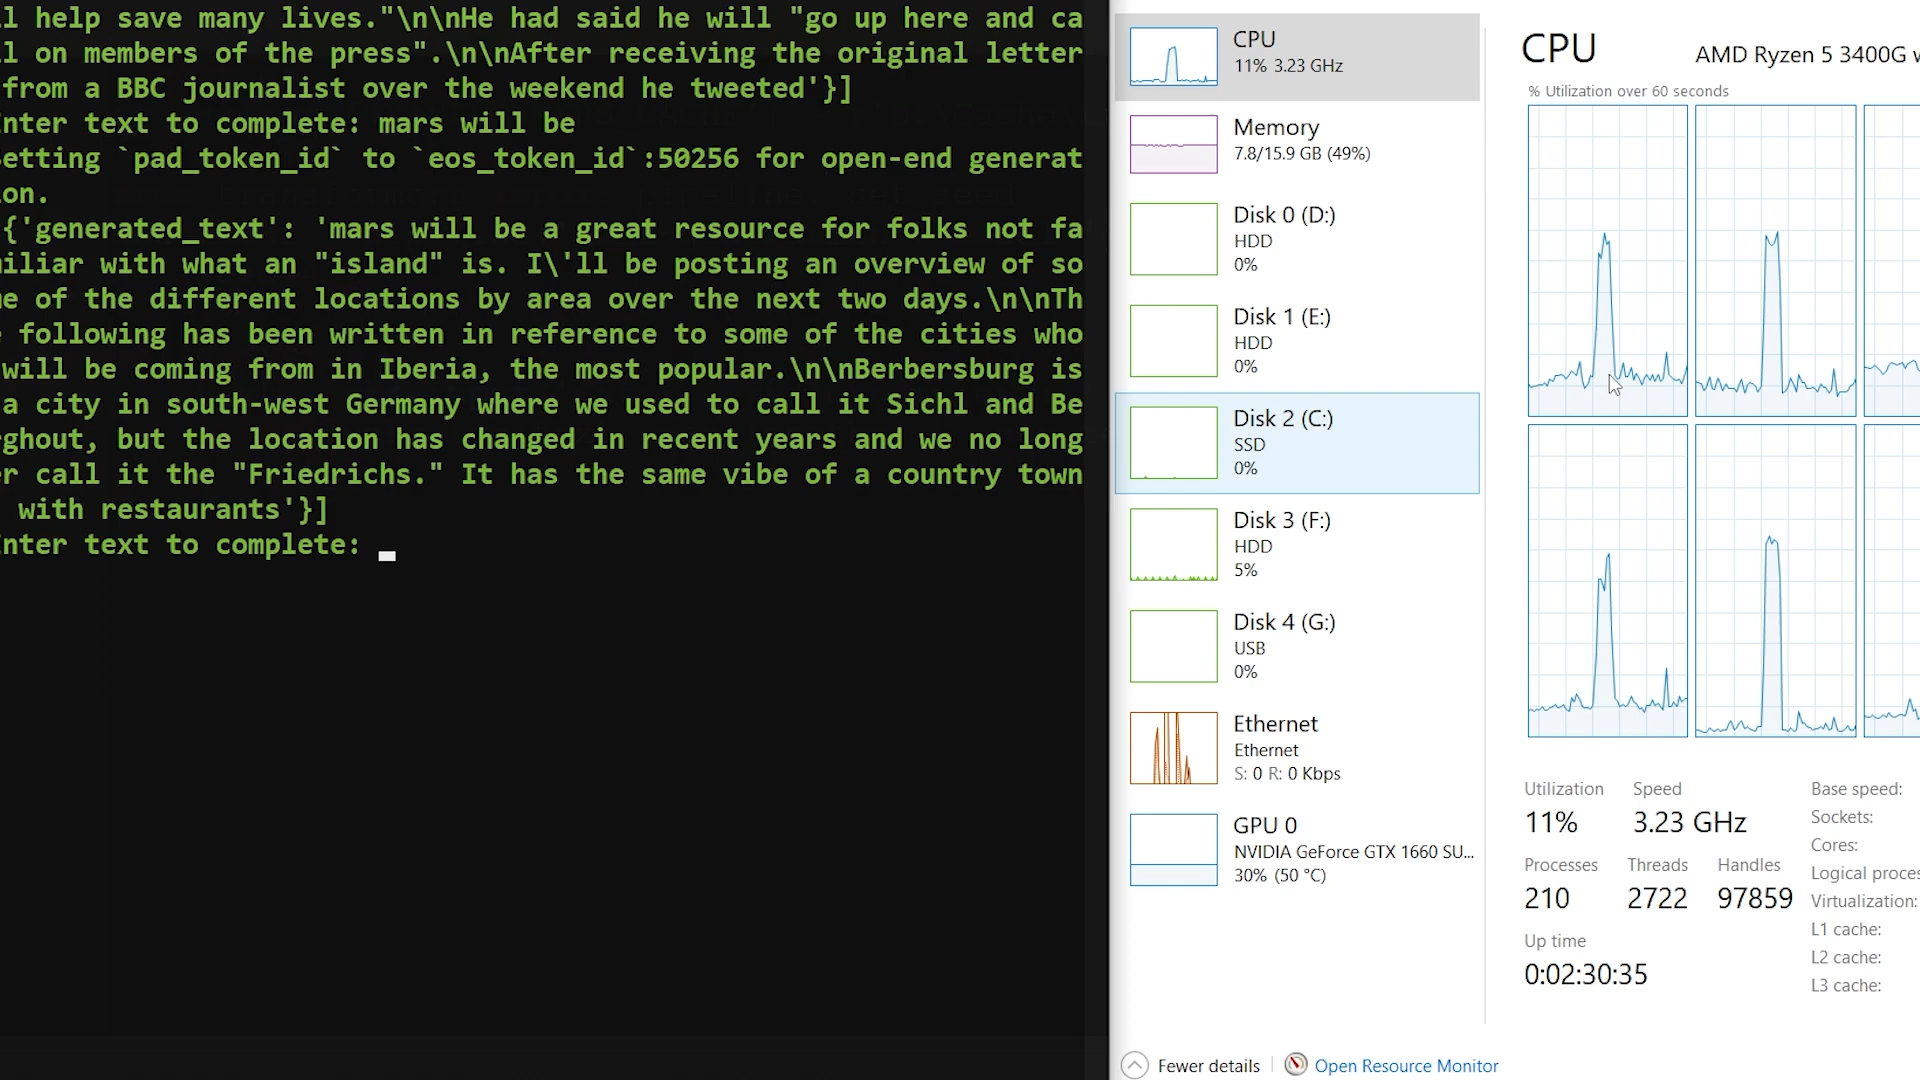 ll help save many lives."\n\nHe had said he will "go up here and ca
ll on members of the press".\n\nAfter receiving the original letter
from a BBC journalist over the weekend he tweeted'}]
nter text to complete: mars will be
etting `pad_token_id` to `eos_token_id`:50256 for open-end generat
on.
{'generated_text': 'mars will be a great resource for folks not fa
miliar with what an "island" is. I\'ll be posting an overview of so
me of the different locations by area over the next two days.\n\nTh
e following has been written in reference to some of the cities who
will be coming from in Iberia, the most popular.\n\nBerbersburg is
a city in south-west Germany where we used to call it Sichl and Be
rghout, but the location has changed in recent years and we no long
er call it the "Friedrichs." It has the same vibe of a country town
with restaurants'}]
nter text to complete:
CPU
11% 3.23 GHz
Memory
7.8/15.9 GB (49%)
Disk 0 (D:)
HDD
0%
Disk 1 (E:)
HDD
0%
Disk 2 (C:)
SSD
0%
Disk 3 (F:)
HDD
5%
Disk 4 (G:)
USB
0%
Ethernet
Ethernet
S: 0 R: 0 Kbps
GPU 0
NVIDIA GeForce GTX 1660 SU...
30% (50 °C)
CPU
AMD Ryzen 5 3400G w
% Utilization over 60 seconds
Utilization Speed
11% 3.23 GHz
Processes Threads Handles
210 2722 97859
Up time
0:02:30:35
Base speed:
Sockets:
Cores:
Logical proces
Virtualization:
L1 cache:
L2 cache:
L3 cache:
Fewer details
Open Resource Monitor